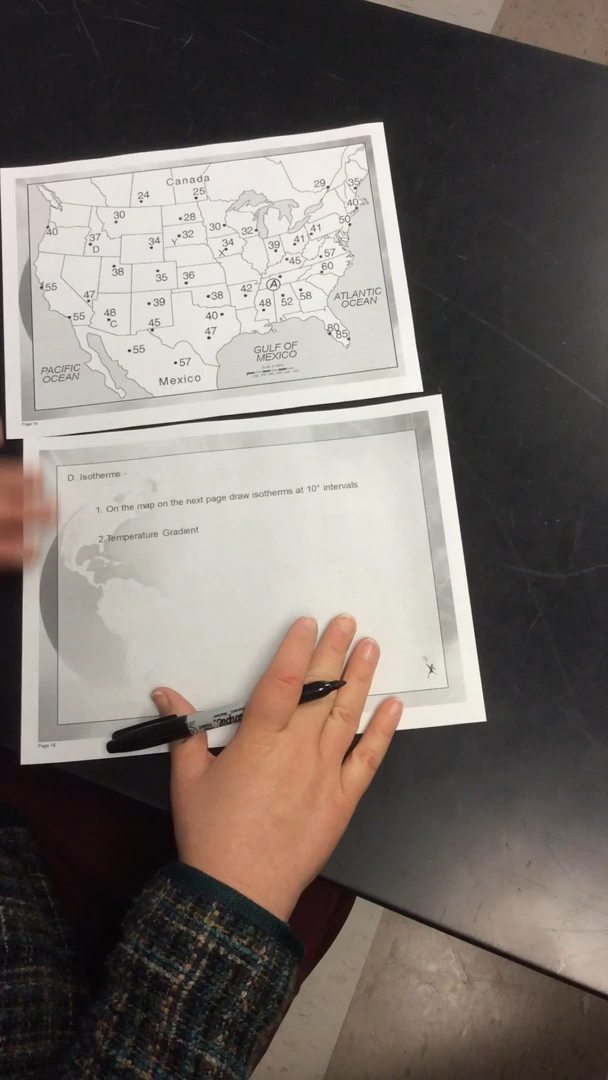 Canada
24
25
29
35
30
28
40
40
37
D
Y
32
30
32
50
34
34
X
39
41
41
38
35
36
45
57
60
55
47
39
38
42
A
55
48
C
45
40
48
52
58
ATLANTIC
OCEAN
47
80
85
55
57
GULF OF
MEXICO
PACIFIC
OCEAN
Mexico
D. Isotherms -
1. On the map on the next page draw isotherms at 10° intervals
2. Temperature Gradient